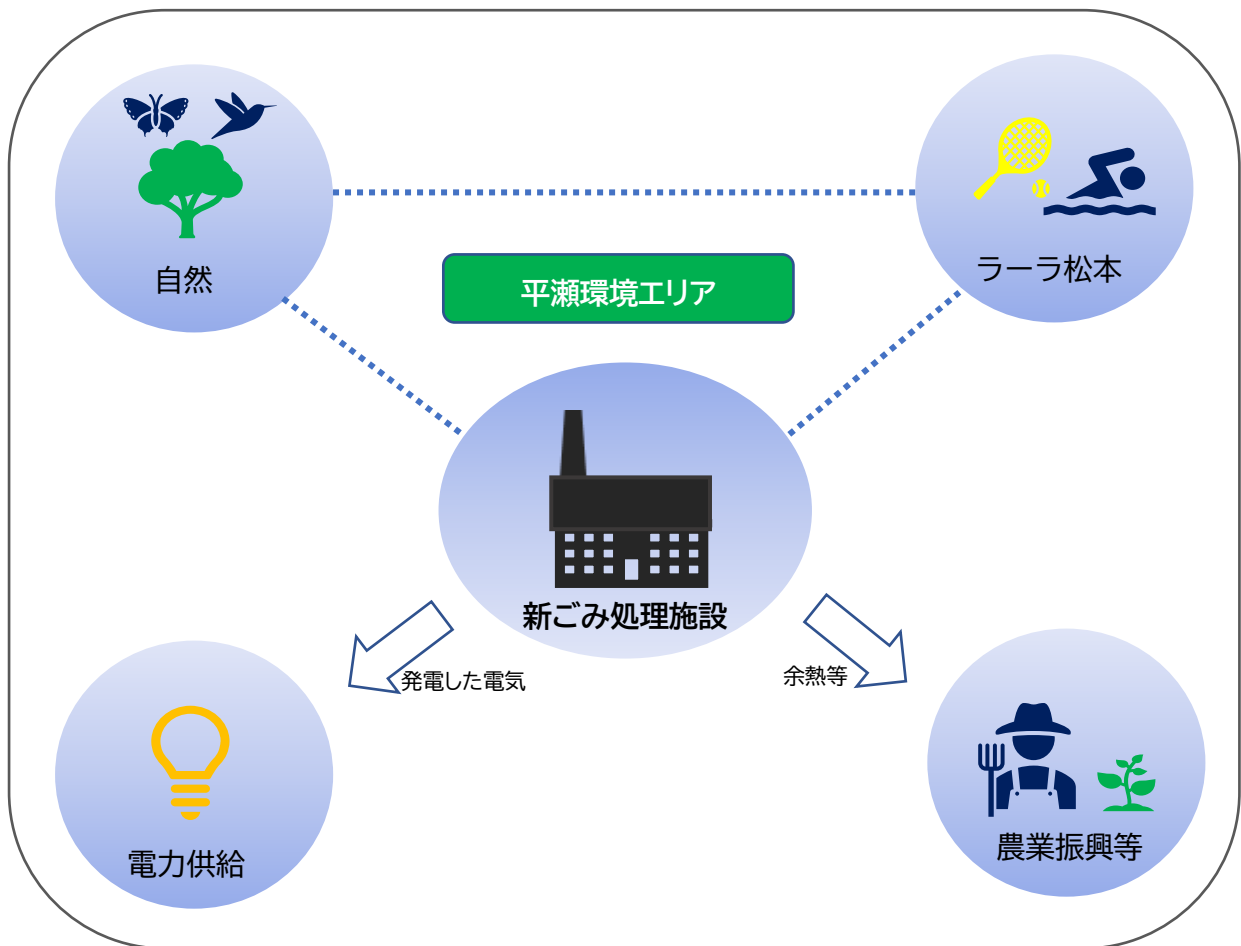 自然
ラーラ松本
平瀬環境エリア
新ごみ処理施設
発電した電気
余熱等
電力供給
農業振興等